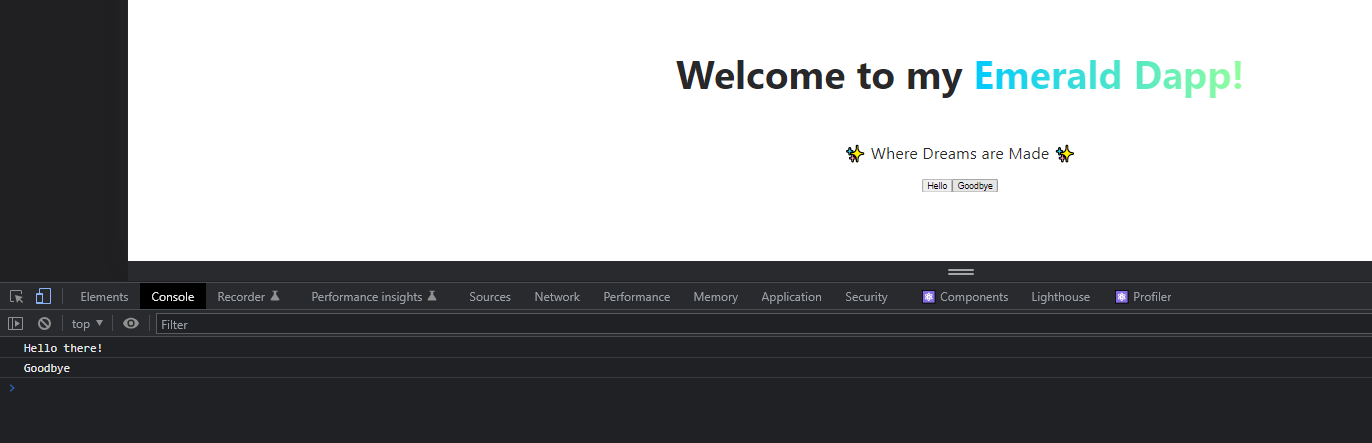 Welcome to my Emerald Dapp!
✨ Where Dreams are Made ✨
Hello Goodbye
Elements Console Recorder Performance insights Sources Network Performance Memory Application Security Components Lighthouse Profiler
top ▼ Filter
Hello there!
Goodbye
>